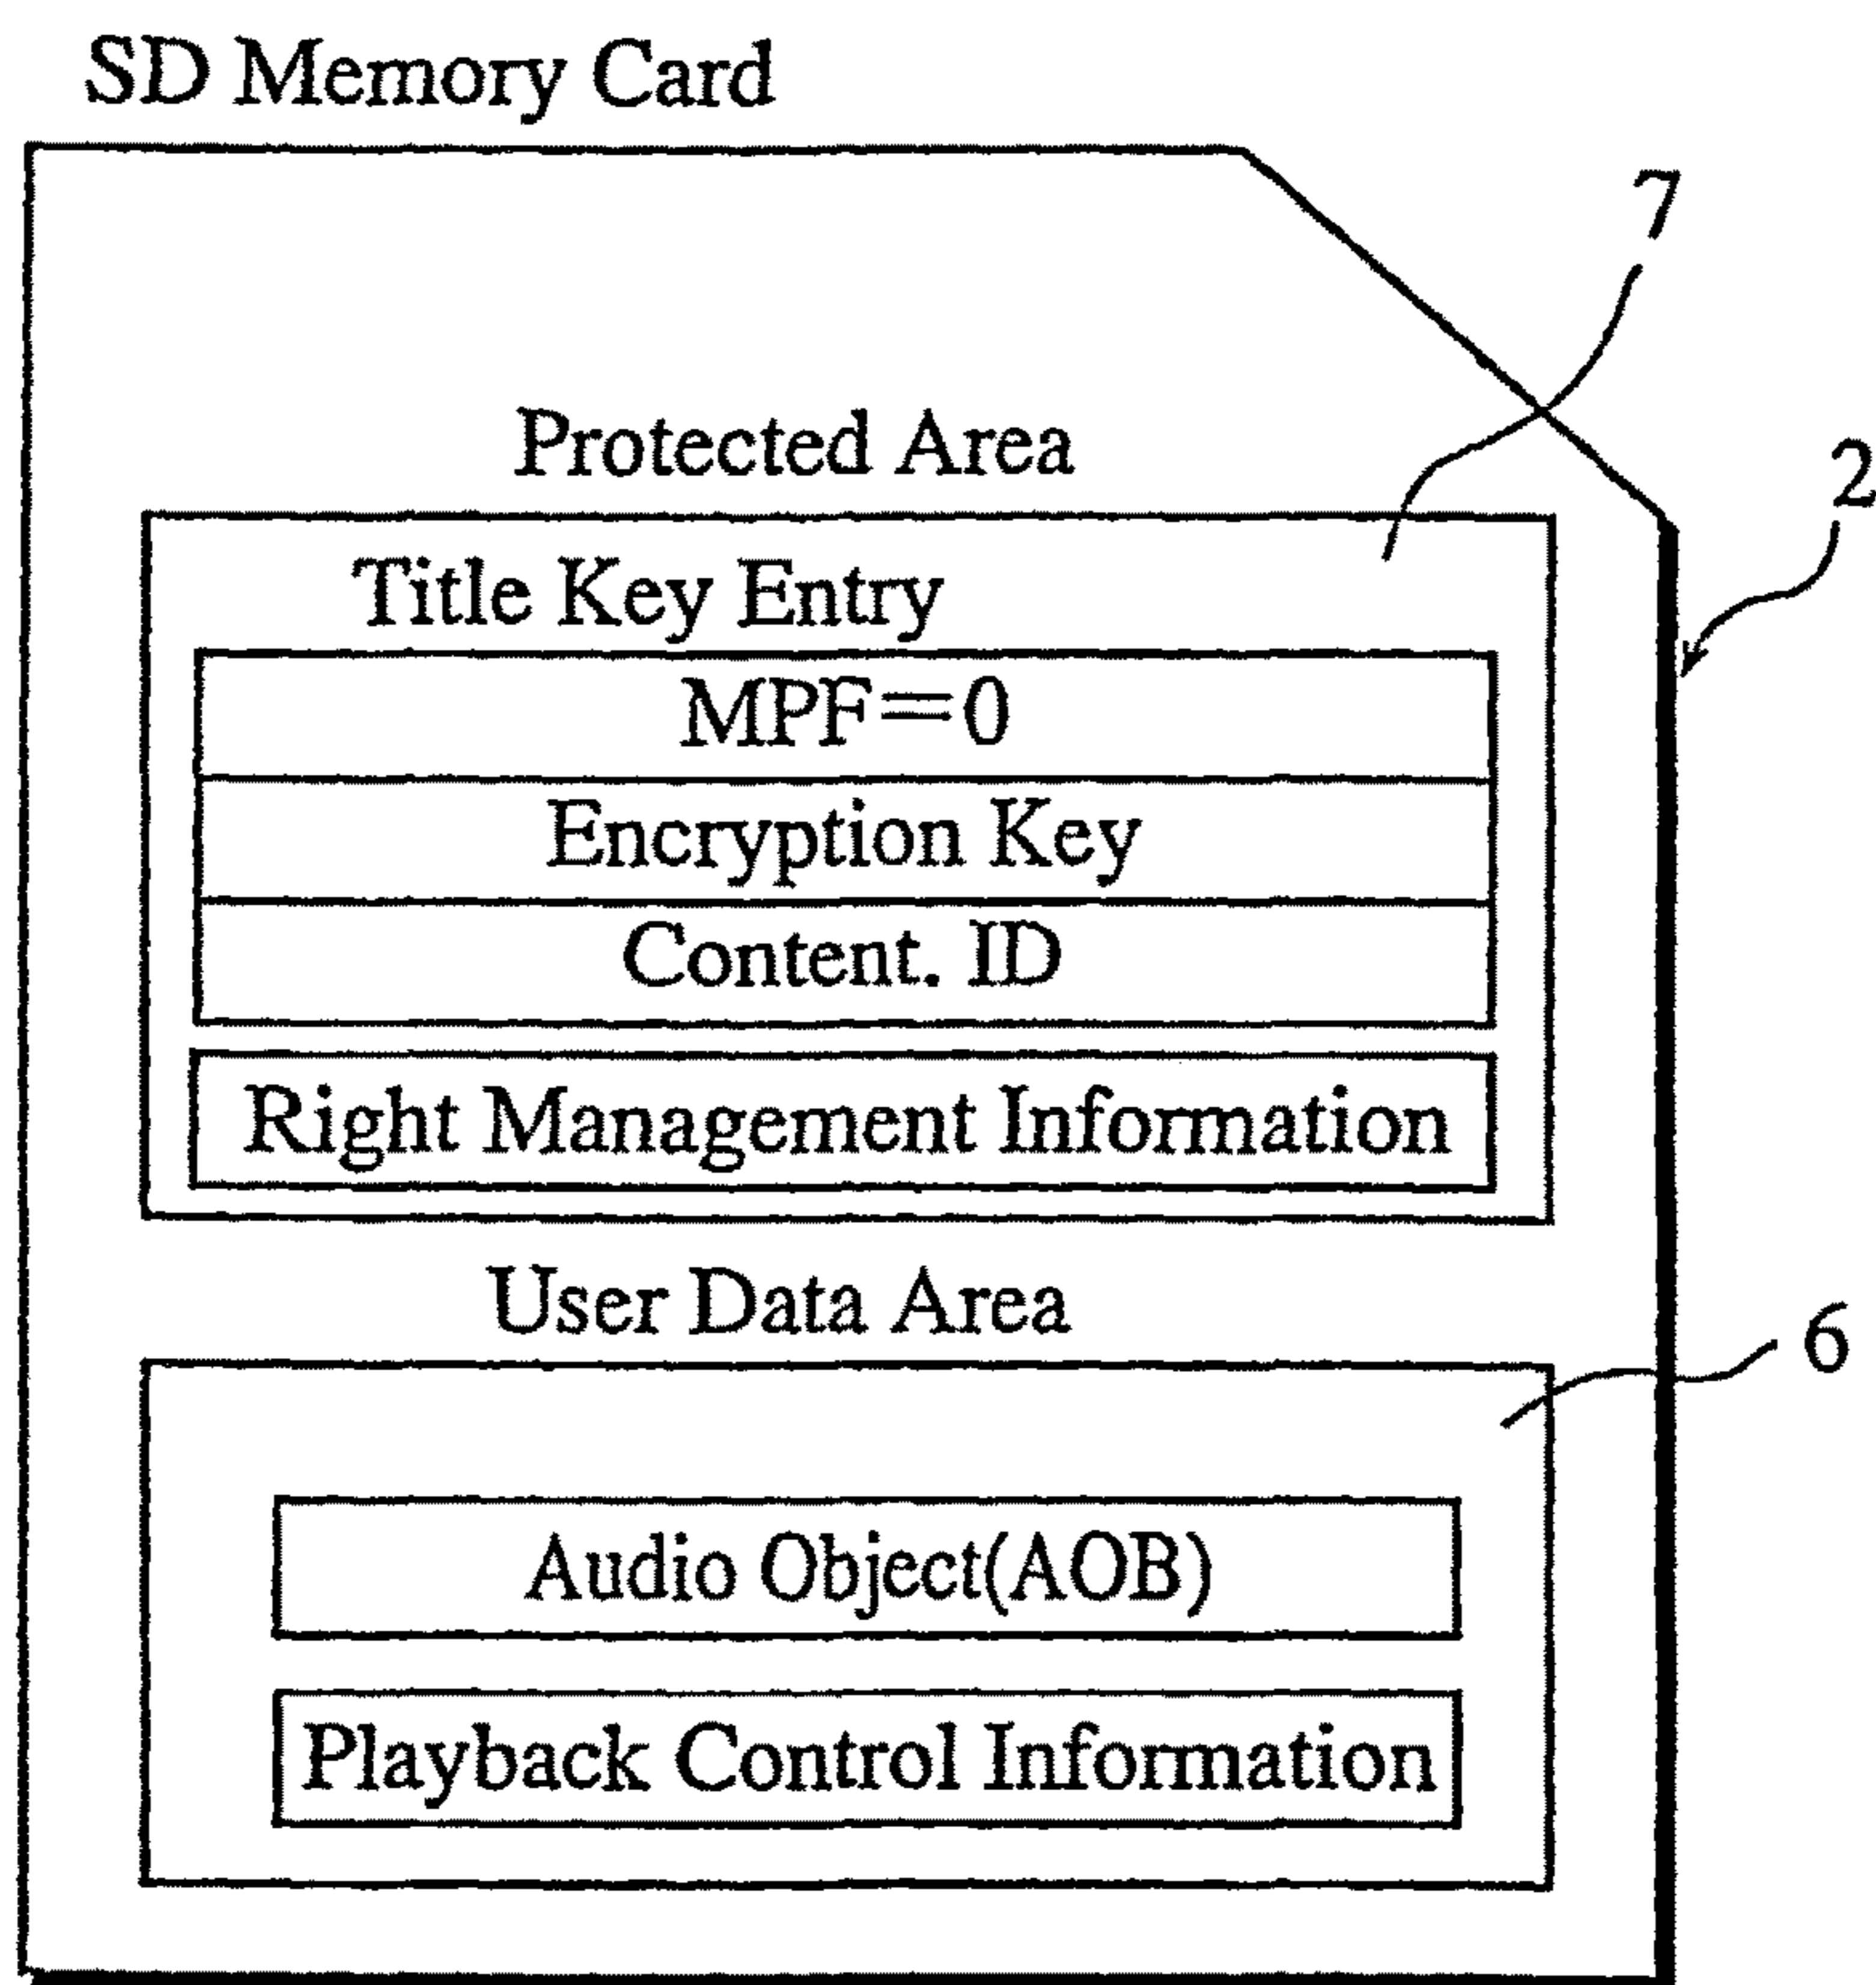 SD Memory Card
7
Protected Area
2
Title Key Entry
MPF=0
Encryption Key
Content. ID
Right Management Information
User Data Area
6
Audio Object(AOB)
Playback Control Information